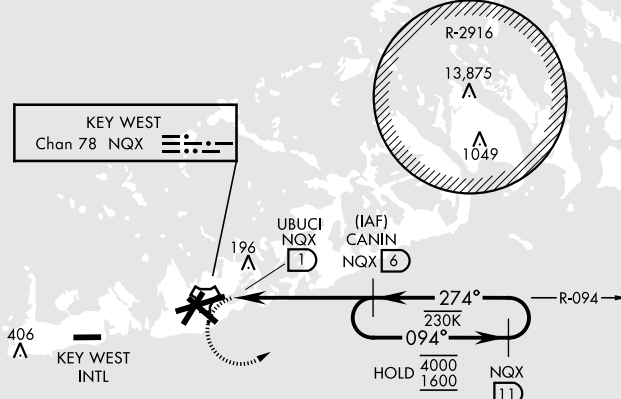 R-2916
13,875
1049
KEY WEST
Chan 78 NQX
UBUCI
NQX 1
(IAF)
CANIN
NQX 6
196
274°
R-094
230K
094°
406
KEY WEST
INTL
HOLD 4000
1600
NQX
11